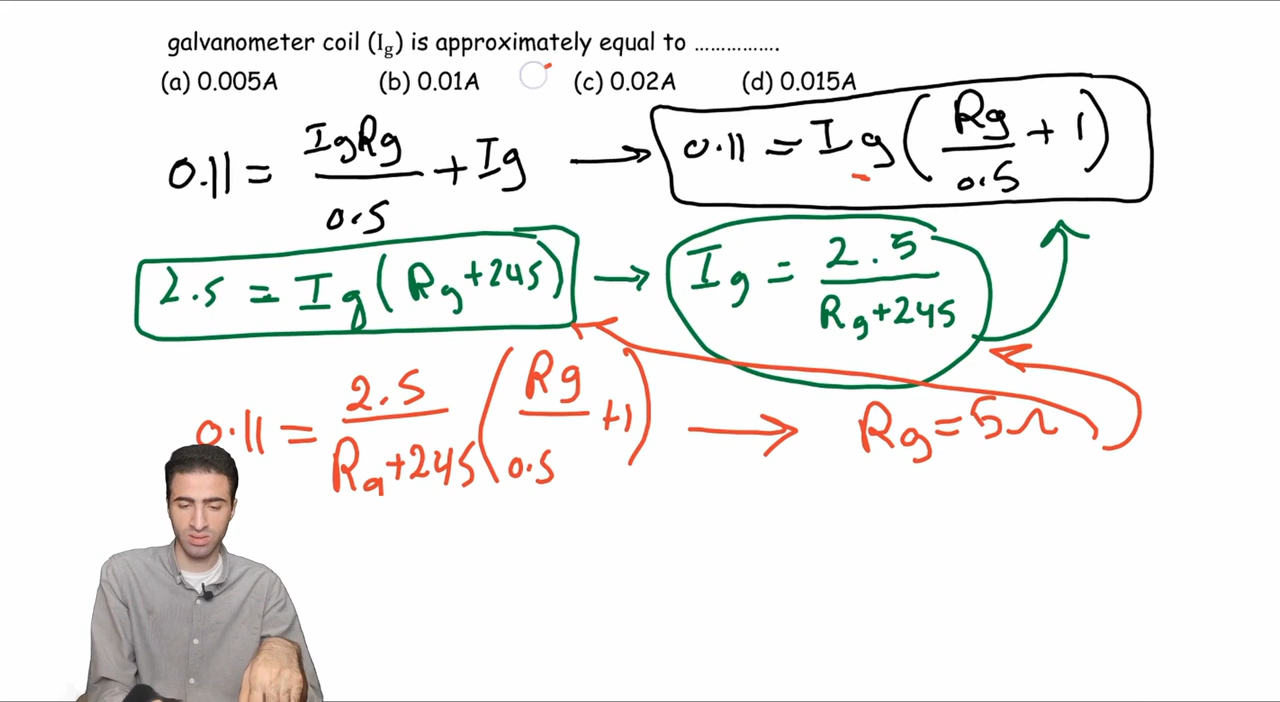 galvanometer coil (Ig) is approximately equal to ................
(a) 0.005A (b) 0.01A (c) 0.02A (d) 0.015A
0.11 = IgRg/0.5 + Ig → 0.11 = Ig(Rg/0.5 + 1)
2.5 = Ig(Rg+245) → Ig = 2.5/Rg+245
0.11 = 2.5/Rg+245 (Rg/0.5 + 1) → Rg = 5Ω